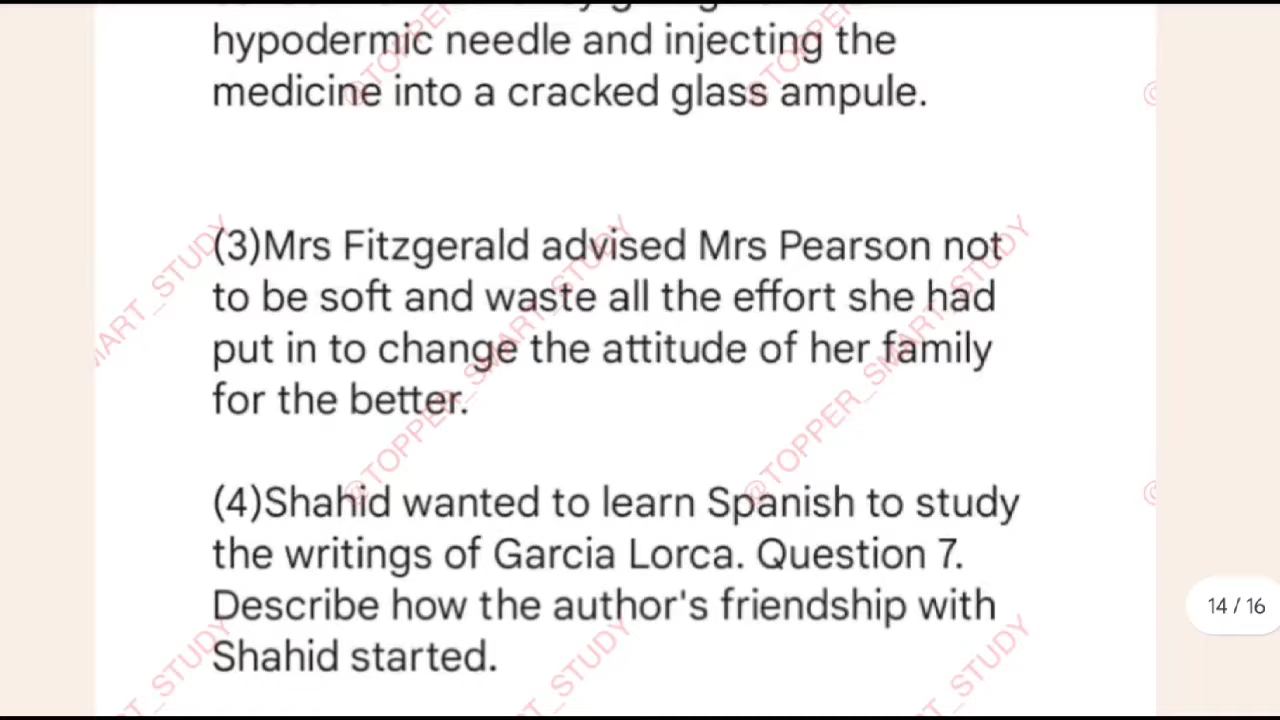 hypodermic needle and injecting the
medicine into a cracked glass ampule.
(3)Mrs Fitzgerald advised Mrs Pearson not
to be soft and waste all the effort she had
put in to change the attitude of her family
for the better.
(4)Shahid wanted to learn Spanish to study
the writings of Garcia Lorca. Question 7.
Describe how the author's friendship with
Shahid started.
14 / 16
@TOPPER_SMART_STUDY